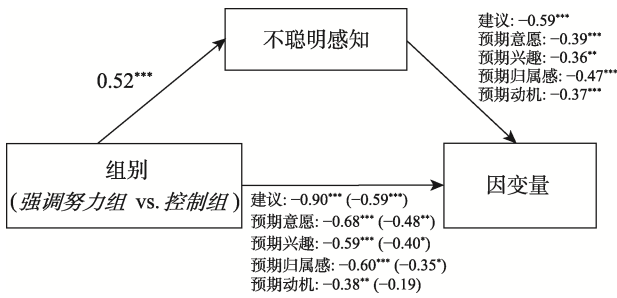 不聪明感知
建议: −0.59***
预期意愿: −0.39***
预期兴趣: −0.36**
预期归属感: −0.47***
预期动机: −0.37***
0.52***
组别
(强调努力组 vs. 控制组)
因变量
建议: −0.90*** (−0.59***)
预期意愿: −0.68*** (−0.48**)
预期兴趣: −0.59*** (−0.40*)
预期归属感: −0.60*** (−0.35*)
预期动机: −0.38** (−0.19)